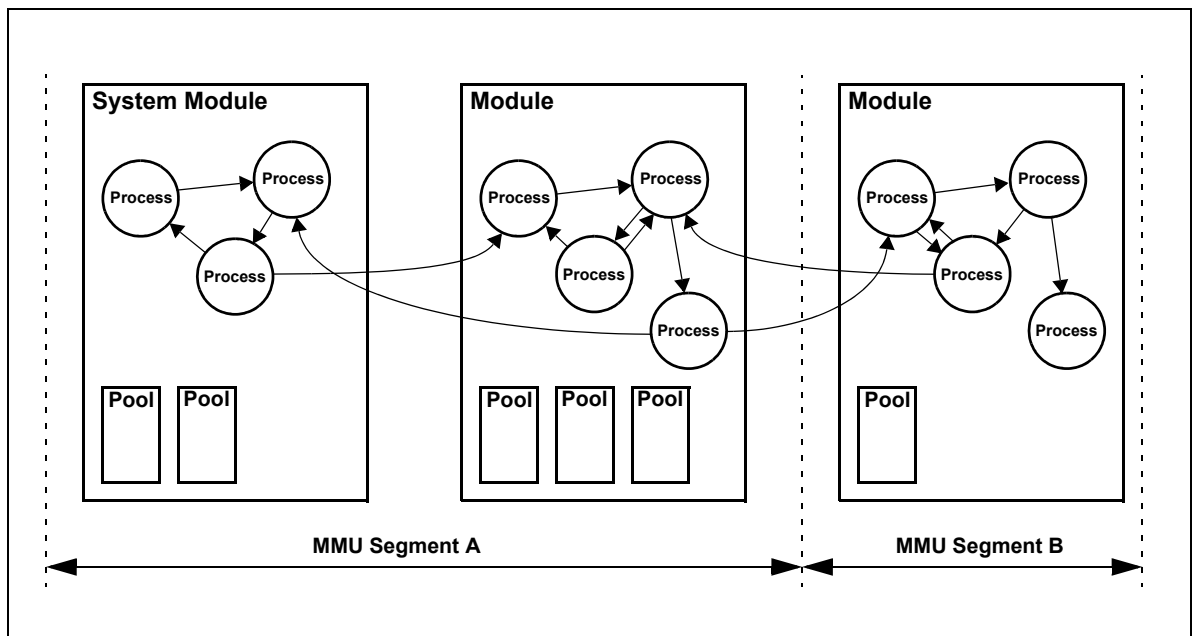 System Module
Module
Module
Process
Process
Process
Process
Process
Process
Process
Process
Process
Process
Process
Pool
Pool
Pool
Pool
Pool
Pool
MMU Segment A
MMU Segment B